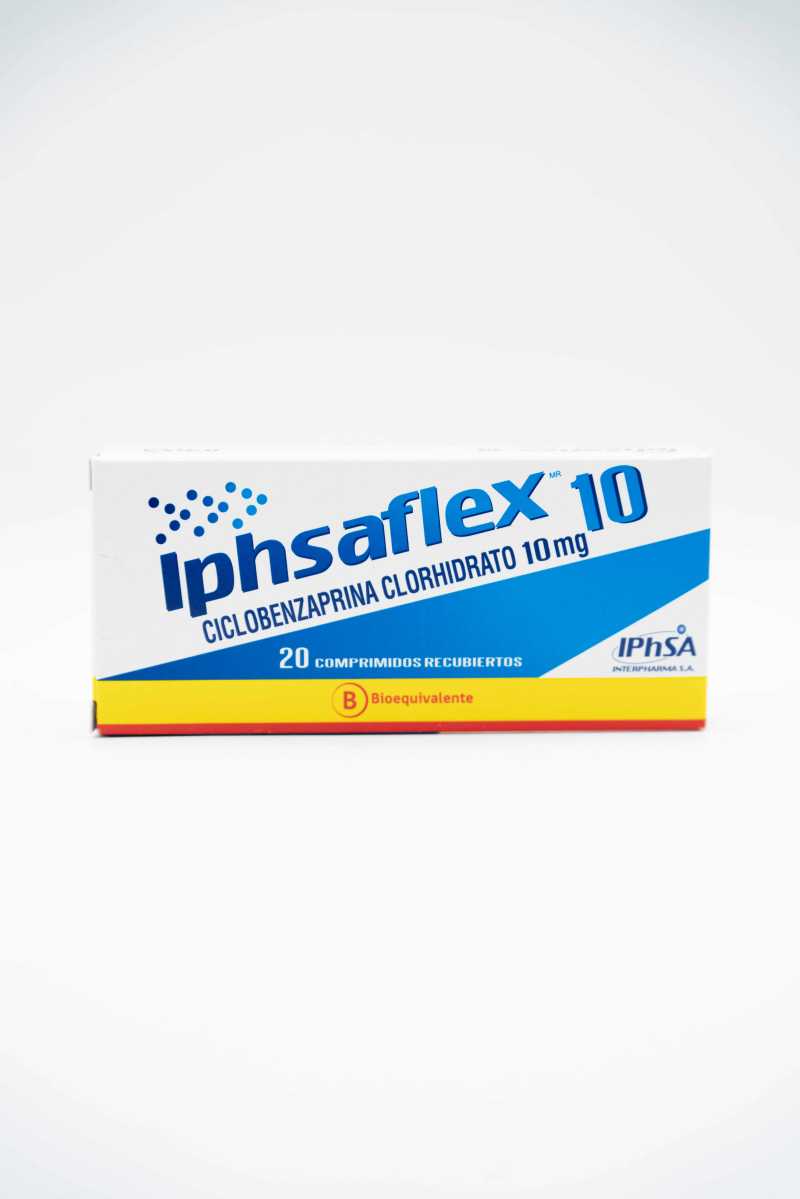 Iphsaflex MR 10
CICLOBENZAPRINA CLORHIDRATO 10 mg
20 COMPRIMIDOS RECUBIERTOS
IPhSA
INTERPHARMA S.A.
B Bioequivalente